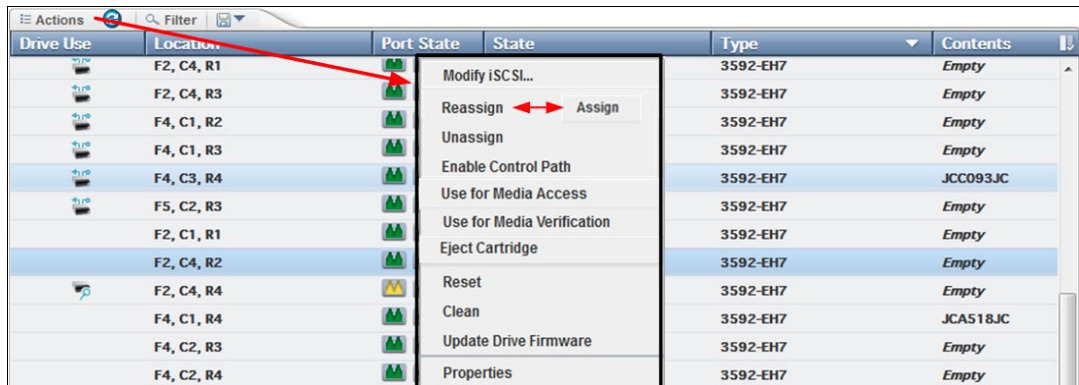 Actions Filter
Drive Use Location Port State State Type Contents
F2, C4, R1 3592-EH7 Empty
Modify iSCSI...
F2, C4, R3 3592-EH7 Empty
Reassign Assign
F4, C1, R2 3592-EH7 Empty
Unassign
F4, C1, R3 3592-EH7 Empty
Enable Control Path
F4, C3, R4 3592-EH7 JCC093JC
Use for Media Access
F5, C2, R3 3592-EH7 Empty
Use for Media Verification
F2, C1, R1 3592-EH7 Empty
Eject Cartridge
F2, C4, R2 3592-EH7 Empty
Reset
F2, C4, R4 3592-EH7 Empty
Clean
F4, C1, R4 3592-EH7 JCA518JC
Update Drive Firmware
F4, C2, R3 3592-EH7 Empty
Properties
F4, C2, R4 3592-EH7 Empty